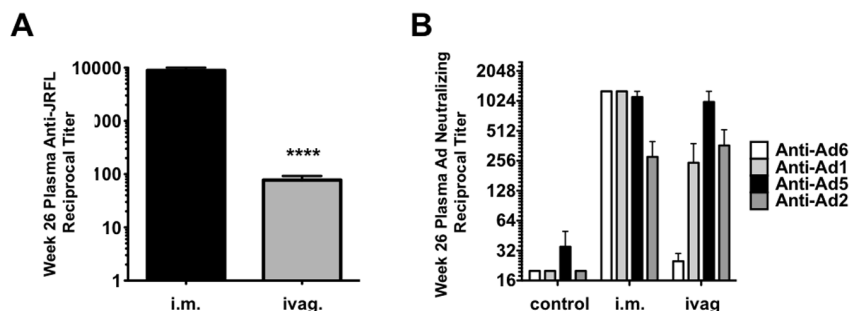 A
Week 26 Plasma Anti-JRFL
Reciprocal Titer
10000
000
100
10
1
****
i.m.
ivag.
B
Week 26 Plasma Ad Neutralizing
Reciprocal Titer
2048
1024
512
256
128
64
32
16
control
i.m.
ivag
Anti-Ad6
Anti-Ad1
Anti-Ad5
Anti-Ad2